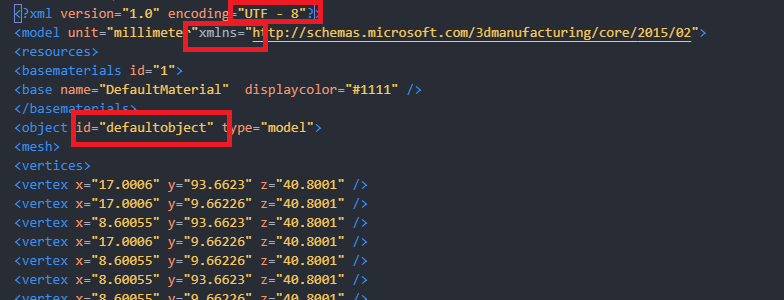 <?xml version="1.0" encoding="UTF - 8"?>
<model unit="millimeter"xmlns="http://schemas.microsoft.com/3dmanufacturing/core/2015/02">
<resources>
<basematerials id="1">
<base name="DefaultMaterial"  displaycolor="#1111" />
</basematerials>
<object id="defaultobject" type="model">
<mesh>
<vertices>
<vertex x="17.0006" y="93.6623" z="40.8001" />
<vertex x="17.0006" y="9.66226" z="40.8001" />
<vertex x="8.60055" y="93.6623" z="40.8001" />
<vertex x="17.0006" y="9.66226" z="40.8001" />
<vertex x="8.60055" y="9.66226" z="40.8001" />
<vertex x="8.60055" y="93.6623" z="40.8001" />
<vertex x="8.60055" y="9.66226" z="40.8001" />